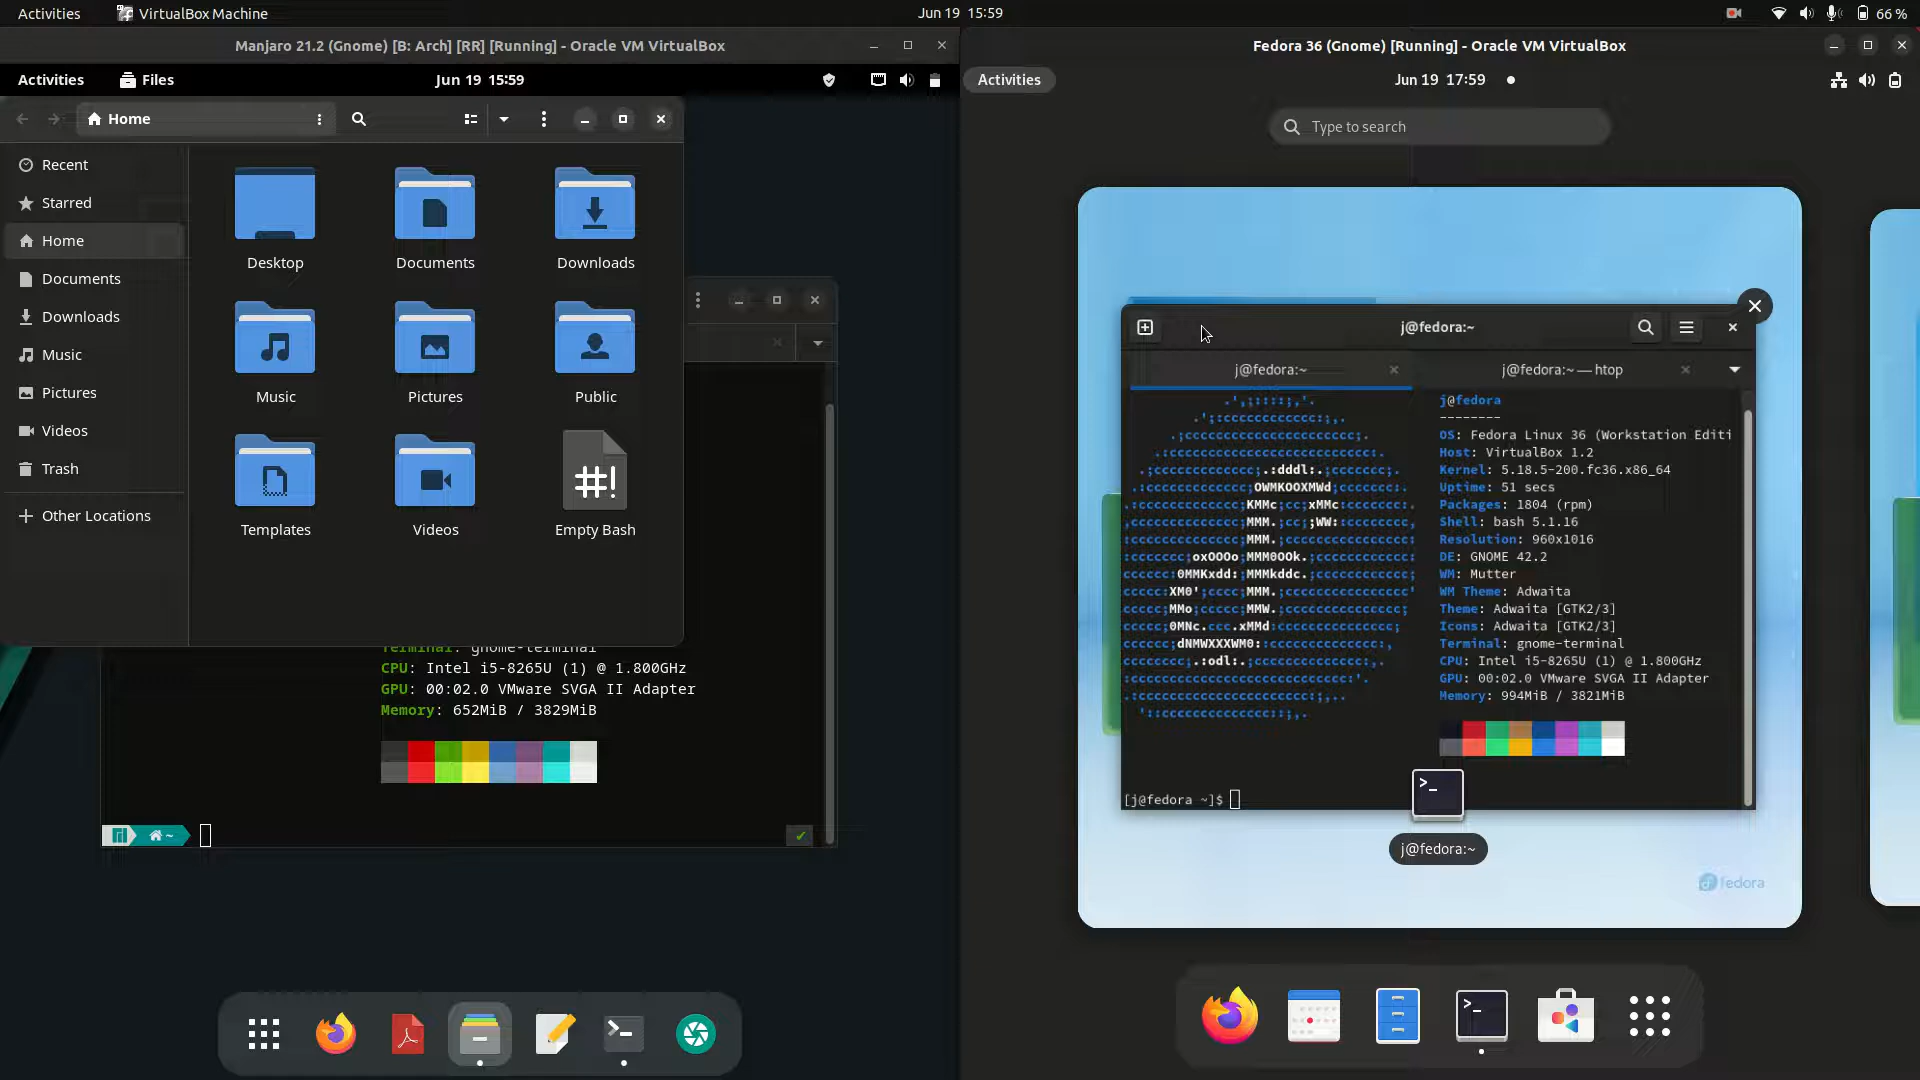 Activities
VirtualBox Machine
Jun 19 15:59
66 %
Manjaro 21.2 (Gnome) [B: Arch] [RR] [Running] - Oracle VM VirtualBox
Activities
Files
Jun 19 15:59
Home
Recent
Starred
Home
Documents
Downloads
Music
Pictures
Videos
Trash
Other Locations
Desktop
Documents
Downloads
Music
Pictures
Public
Templates
Videos
Empty Bash
#!
Terminal: gnome-terminal
CPU: Intel i5-8265U (1) @ 1.800GHz
GPU: 00:02.0 VMware SVGA II Adapter
Memory: 652MiB / 3829MiB
~
Fedora 36 (Gnome) [Running] - Oracle VM VirtualBox
Activities
Jun 19 17:59
Type to search
j@fedora:~
j@fedora:~
j@fedora:~ — htop
j@fedora
--------
OS: Fedora Linux 36 (Workstation Editi
Host: VirtualBox 1.2
Kernel: 5.18.5-200.fc36.x86_64
Uptime: 51 secs
Packages: 1804 (rpm)
Shell: bash 5.1.16
Resolution: 960x1016
DE: GNOME 42.2
WM: Mutter
WM Theme: Adwaita
Theme: Adwaita [GTK2/3]
Icons: Adwaita [GTK2/3]
Terminal: gnome-terminal
CPU: Intel i5-8265U (1) @ 1.800GHz
GPU: 00:02.0 VMware SVGA II Adapter
Memory: 994MiB / 3821MiB
[j@fedora ~]$
>_
j@fedora:~
fedora